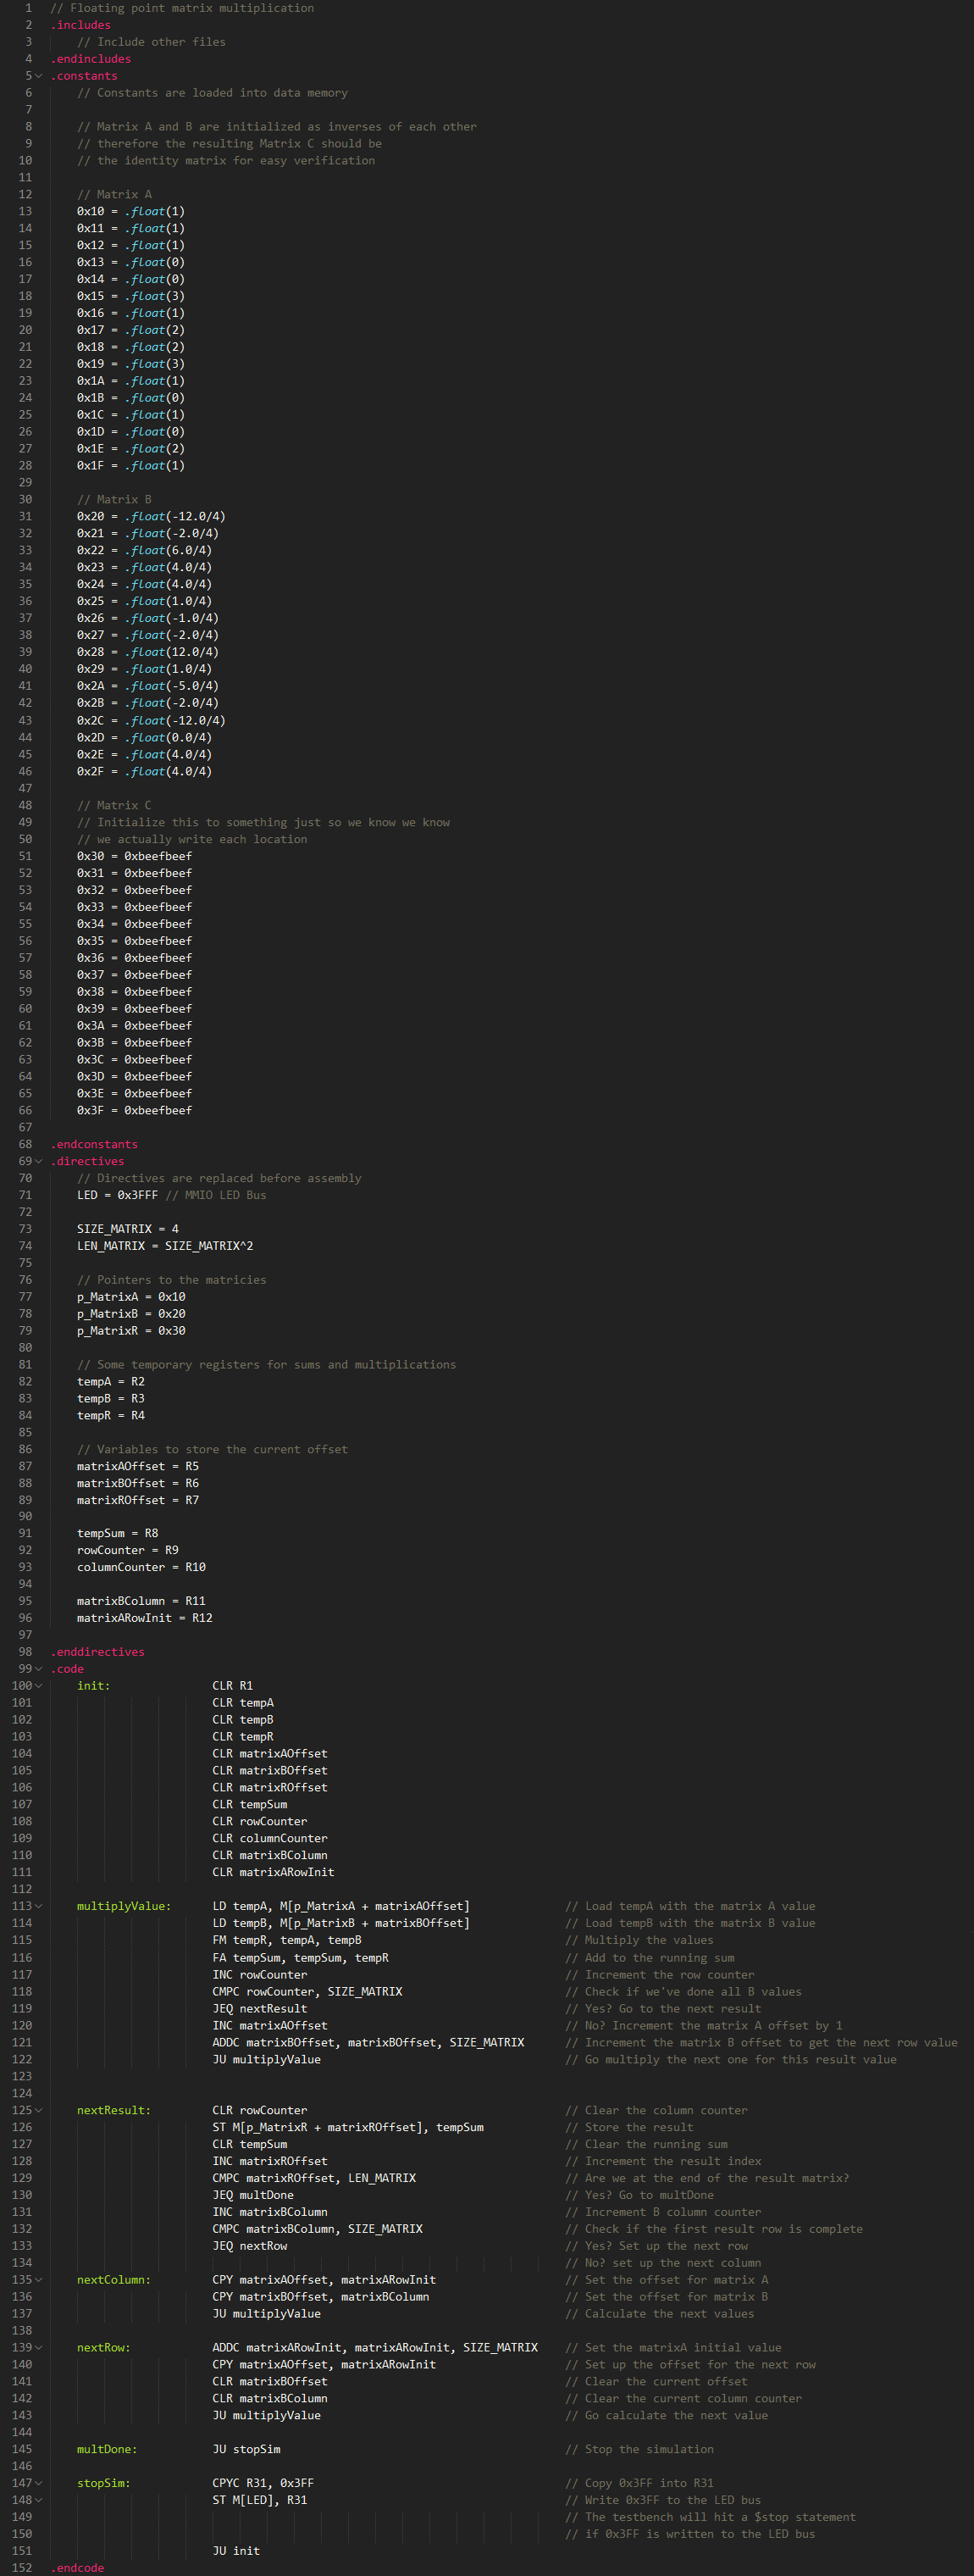 1 // Floating point matrix multiplication
2 .includes
3 // Include other files
4 .endincludes
5 .constants
6 // Constants are loaded into data memory
7
8 // Matrix A and B are initialized as inverses of each other
9 // therefore the resulting Matrix C should be
10 // the identity matrix for easy verification
11
12 // Matrix A
13 0x10 = .float(1)
14 0x11 = .float(1)
15 0x12 = .float(1)
16 0x13 = .float(0)
17 0x14 = .float(0)
18 0x15 = .float(3)
19 0x16 = .float(1)
20 0x17 = .float(2)
21 0x18 = .float(2)
22 0x19 = .float(3)
23 0x1A = .float(1)
24 0x1B = .float(0)
25 0x1C = .float(1)
26 0x1D = .float(0)
27 0x1E = .float(2)
28 0x1F = .float(1)
29
30 // Matrix B
31 0x20 = .float(-12.0/4)
32 0x21 = .float(-2.0/4)
33 0x22 = .float(6.0/4)
34 0x23 = .float(4.0/4)
35 0x24 = .float(4.0/4)
36 0x25 = .float(1.0/4)
37 0x26 = .float(-1.0/4)
38 0x27 = .float(-2.0/4)
39 0x28 = .float(12.0/4)
40 0x29 = .float(1.0/4)
41 0x2A = .float(-5.0/4)
42 0x2B = .float(-2.0/4)
43 0x2C = .float(-12.0/4)
44 0x2D = .float(0.0/4)
45 0x2E = .float(4.0/4)
46 0x2F = .float(4.0/4)
47
48 // Matrix C
49 // Initialize this to something just so we know we know
50 // we actually write each location
51 0x30 = 0xbeefbeef
52 0x31 = 0xbeefbeef
53 0x32 = 0xbeefbeef
54 0x33 = 0xbeefbeef
55 0x34 = 0xbeefbeef
56 0x35 = 0xbeefbeef
57 0x36 = 0xbeefbeef
58 0x37 = 0xbeefbeef
59 0x38 = 0xbeefbeef
60 0x39 = 0xbeefbeef
61 0x3A = 0xbeefbeef
62 0x3B = 0xbeefbeef
63 0x3C = 0xbeefbeef
64 0x3D = 0xbeefbeef
65 0x3E = 0xbeefbeef
66 0x3F = 0xbeefbeef
67
68 .endconstants
69 .directives
70 // Directives are replaced before assembly
71 LED = 0x3FFF // MMIO LED Bus
72
73 SIZE_MATRIX = 4
74 LEN_MATRIX = SIZE_MATRIX^2
75
76 // Pointers to the matricies
77 p_MatrixA = 0x10
78 p_MatrixB = 0x20
79 p_MatrixR = 0x30
80
81 // Some temporary registers for sums and multiplications
82 tempA = R2
83 tempB = R3
84 tempR = R4
85
86 // Variables to store the current offset
87 matrixAOffset = R5
88 matrixBOffset = R6
89 matrixROffset = R7
90
91 tempSum = R8
92 rowCounter = R9
93 columnCounter = R10
94
95 matrixBColumn = R11
96 matrixARowInit = R12
97
98 .enddirectives
99 .code
100 init: CLR R1
101 CLR tempA
102 CLR tempB
103 CLR tempR
104 CLR matrixAOffset
105 CLR matrixBOffset
106 CLR matrixROffset
107 CLR tempSum
108 CLR rowCounter
109 CLR columnCounter
110 CLR matrixBColumn
111 CLR matrixARowInit
112
113 multiplyValue: LD tempA, M[p_MatrixA + matrixAOffset] // Load tempA with the matrix A value
114 LD tempB, M[p_MatrixB + matrixBOffset] // Load tempB with the matrix B value
115 FM tempR, tempA, tempB // Multiply the values
116 FA tempSum, tempSum, tempR // Add to the running sum
117 INC rowCounter // Increment the row counter
118 CMPC rowCounter, SIZE_MATRIX // Check if we've done all B values
119 JEQ nextResult // Yes? Go to the next result
120 INC matrixAOffset // No? Increment the matrix A offset by 1
121 ADDC matrixBOffset, matrixBOffset, SIZE_MATRIX // Increment the matrix B offset to get the next row value
122 JU multiplyValue // Go multiply the next one for this result value
123
124
125 nextResult: CLR rowCounter // Clear the column counter
126 ST M[p_MatrixR + matrixROffset], tempSum // Store the result
127 CLR tempSum // Clear the running sum
128 INC matrixROffset // Increment the result index
129 CMPC matrixROffset, LEN_MATRIX // Are we at the end of the result matrix?
130 JEQ multDone // Yes? Go to multDone
131 INC matrixBColumn // Increment B column counter
132 CMPC matrixBColumn, SIZE_MATRIX // Check if the first result row is complete
133 JEQ nextRow // Yes? Set up the next row
134 // No? set up the next column
135 nextColumn: CPY matrixAOffset, matrixARowInit // Set the offset for matrix A
136 CPY matrixBOffset, matrixBColumn // Set the offset for matrix B
137 JU multiplyValue // Calculate the next values
138
139 nextRow: ADDC matrixARowInit, matrixARowInit, SIZE_MATRIX // Set the matrixA initial value
140 CPY matrixAOffset, matrixARowInit // Set up the offset for the next row
141 CLR matrixBOffset // Clear the current offset
142 CLR matrixBColumn // Clear the current column counter
143 JU multiplyValue // Go calculate the next value
144
145 multDone: JU stopSim // Stop the simulation
146
147 stopSim: CPYC R31, 0x3FF // Copy 0x3FF into R31
148 ST M[LED], R31 // Write 0x3FF to the LED bus
149 // The testbench will hit a $stop statement
150 // if 0x3FF is written to the LED bus
151 JU init
152 .endcode